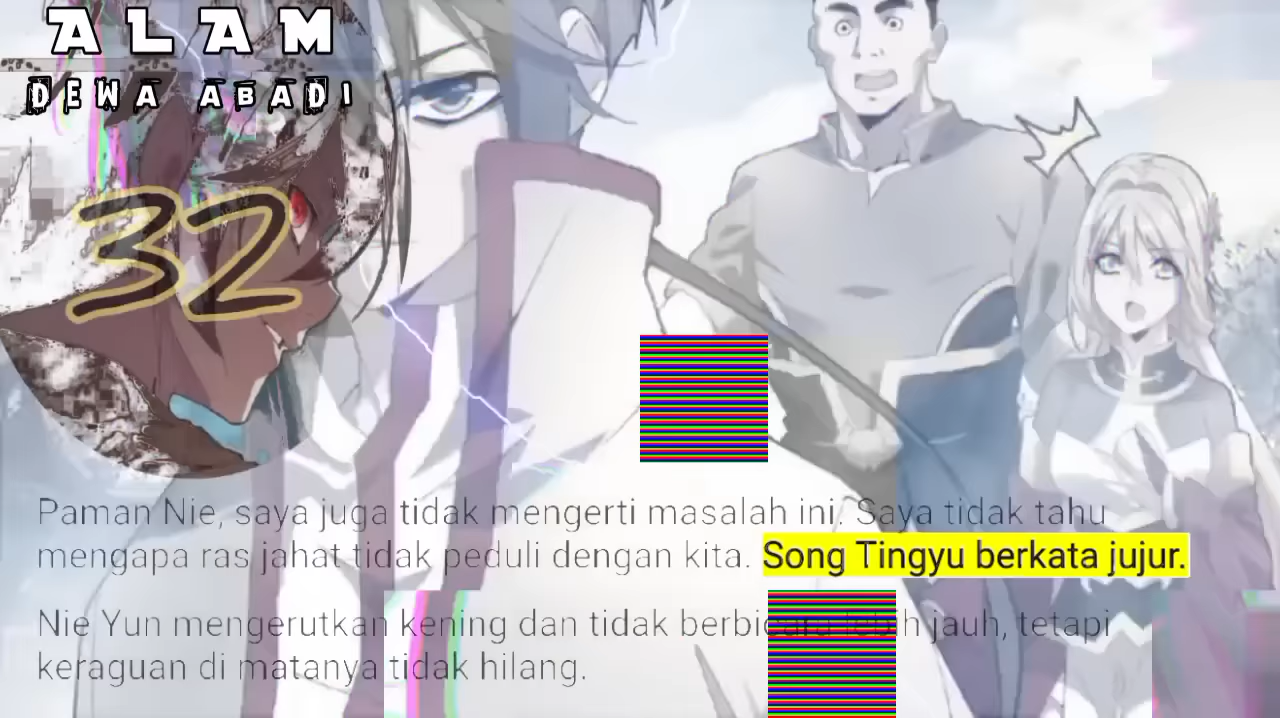 ALAM
DEWA ABADI
32
Paman Nie, saya juga tidak mengerti masalah ini. Saya tidak tahu
mengapa ras jahat tidak peduli dengan kita. Song Tingyu berkata jujur.
Nie Yun mengerutkan kening dan tidak berbicara lebih jauh, tetapi
keraguan di matanya tidak hilang.